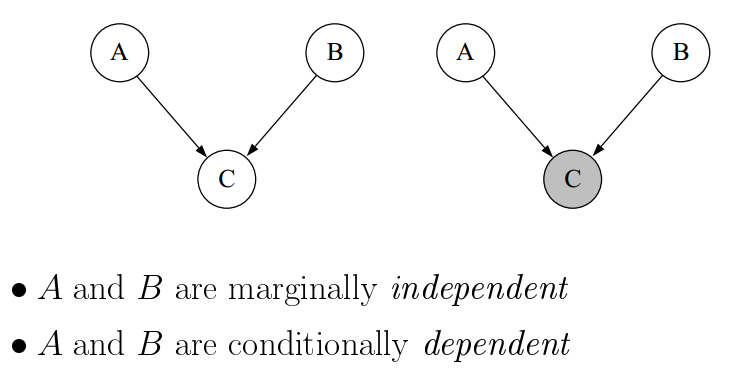 A B A B
C C
• A and B are marginally independent
• A and B are conditionally dependent